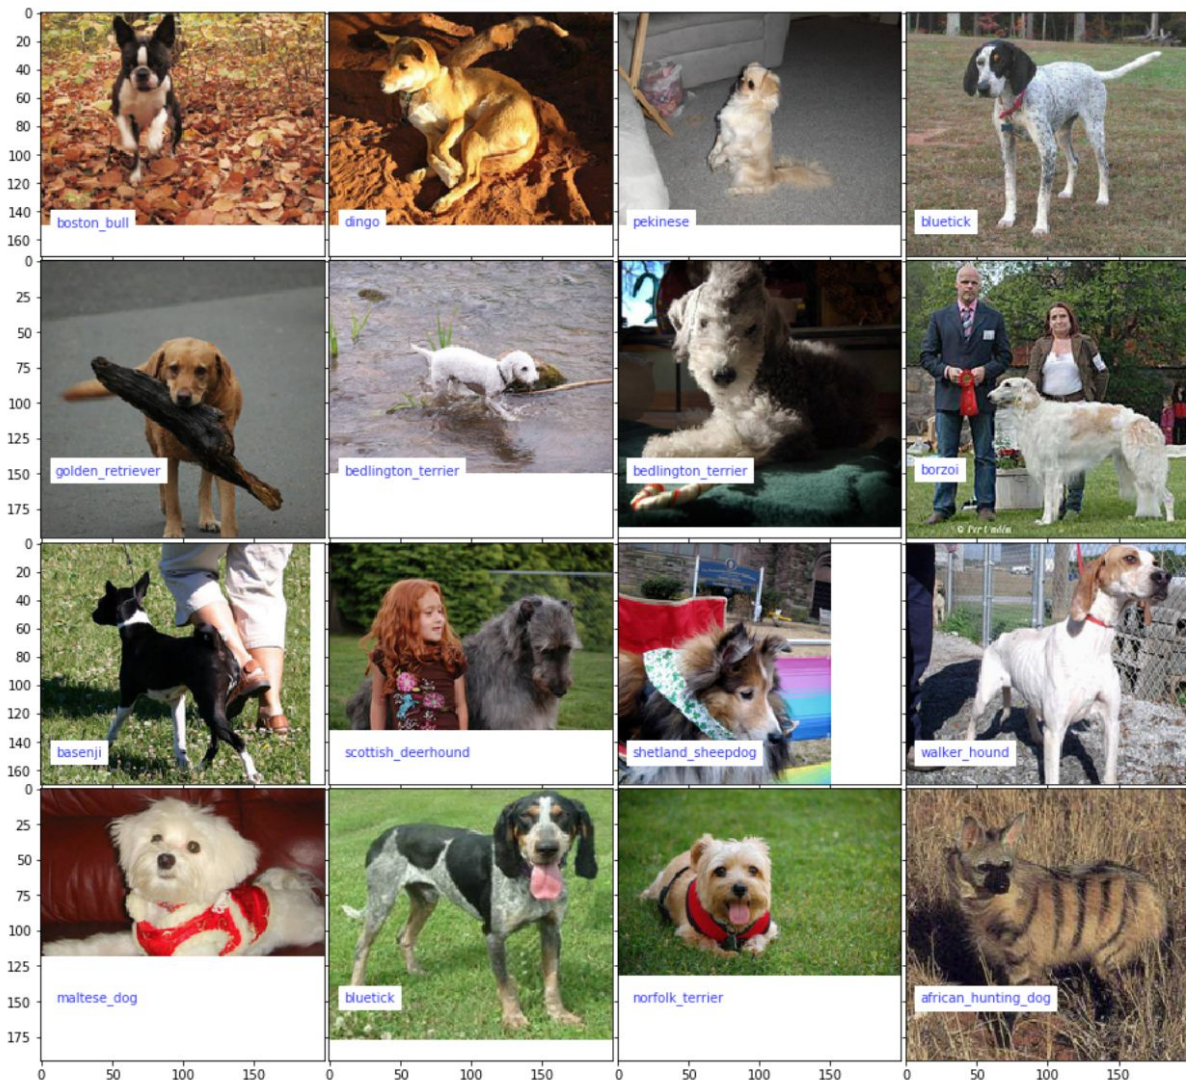 0
20
40
60
80
100
120
140
160
boston_bull
dingo
pekinese
bluetick
0
25
50
75
100
125
150
175
golden_retriever
bedlington_terrier
bedlington_terrier
borzoi
0
20
40
60
80
100
120
140
160
basenji
scottish_deerhound
shetland_sheepdog
walker_hound
0
25
50
75
100
125
150
175
maltese_dog
bluetick
norfolk_terrier
african_hunting_dog
0 50 100 150 0 50 100 150 0 50 100 150 0 50 100 150